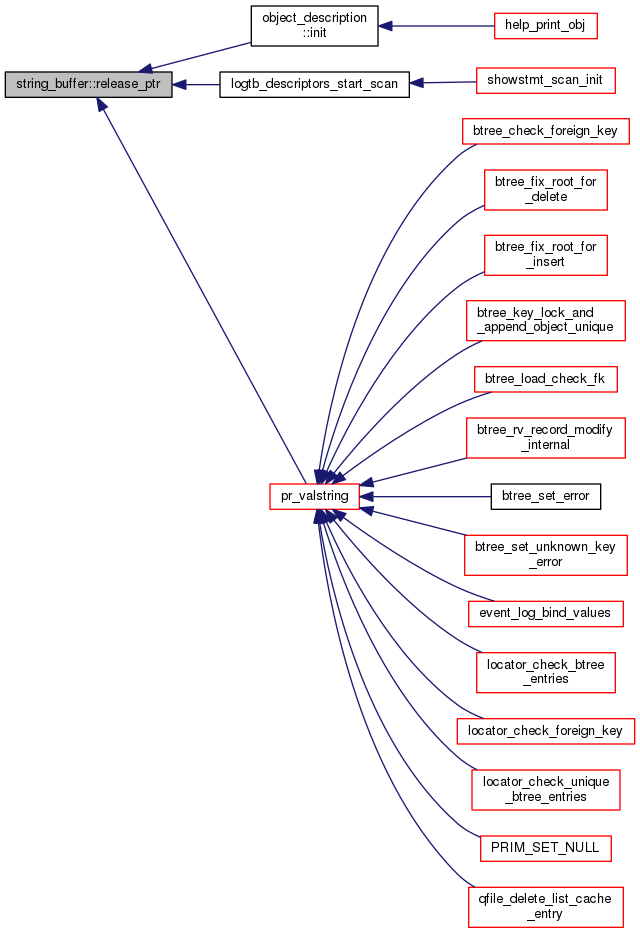 object_description
::init
help_print_obj
string_buffer::release_ptr
logtb_descriptors_start_scan
showstmt_scan_init
btree_check_foreign_key
btree_fix_root_for
_delete
btree_fix_root_for
_insert
btree_key_lock_and
_append_object_unique
btree_load_check_fk
btree_rv_record_modify
_internal
pr_valstring
btree_set_error
btree_set_unknown_key
_error
event_log_bind_values
locator_check_btree
_entries
locator_check_foreign_key
locator_check_unique
_btree_entries
PRIM_SET_NULL
qfile_delete_list_cache
_entry